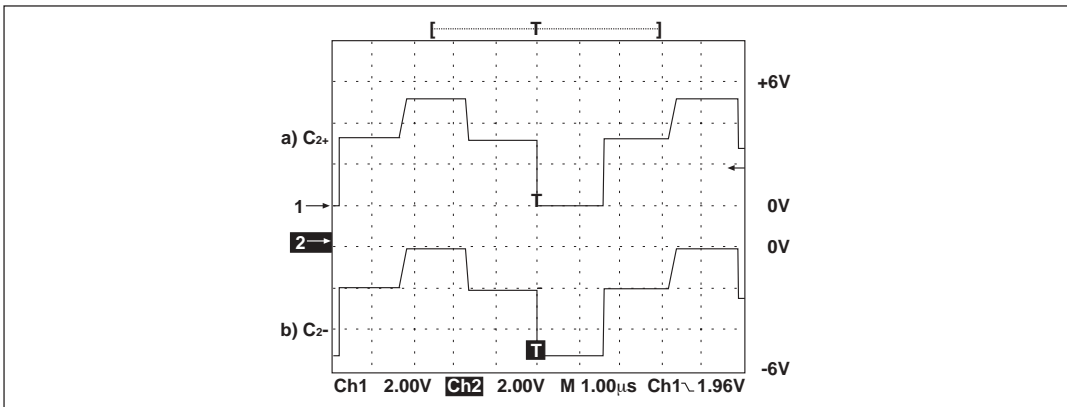 [ T ]
+6V
a) C2+
T
1
0V
2
0V
b) C2-
T
-6V
Ch1 2.00V Ch2 2.00V M 1.00µs Ch1 1.96V